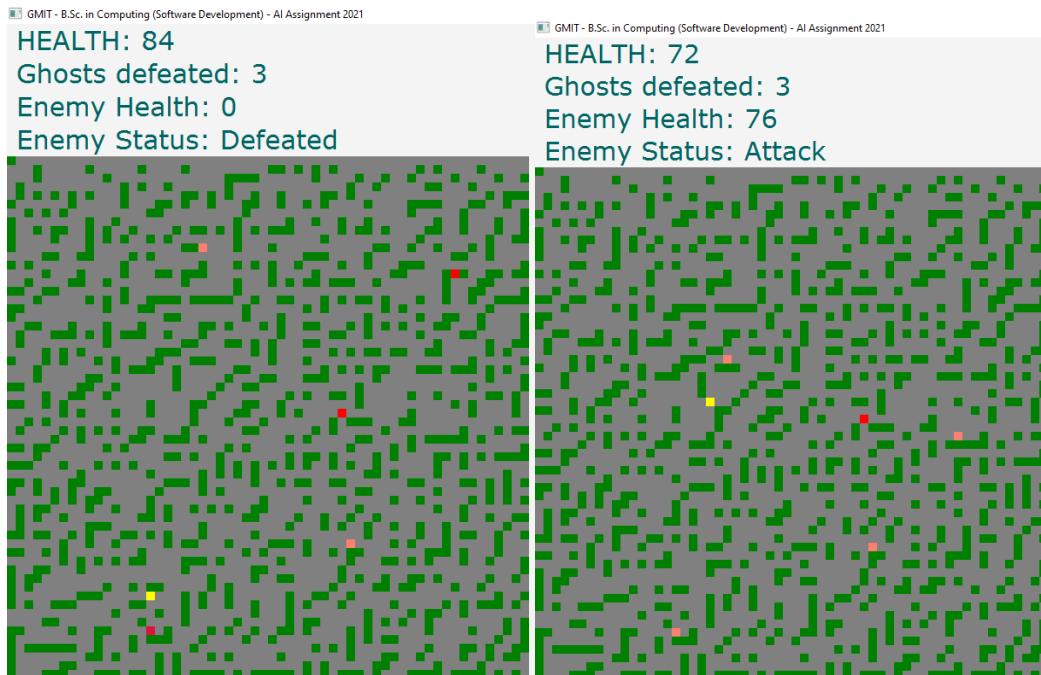 GMIT - B.Sc. in Computing (Software Development) - AI Assignment 2021
HEALTH: 84
Ghosts defeated: 3
Enemy Health: 0
Enemy Status: Defeated
GMIT - B.Sc. in Computing (Software Development) - AI Assignment 2021
HEALTH: 72
Ghosts defeated: 3
Enemy Health: 76
Enemy Status: Attack